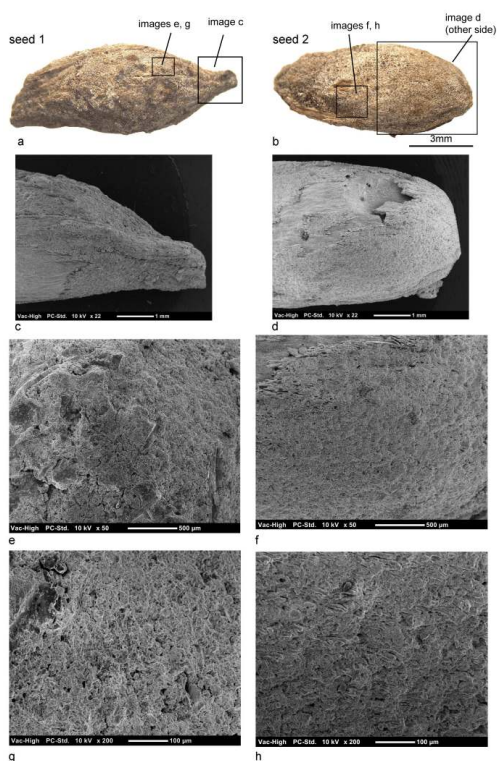 images e, g
image c
seed 1
a
images f, h
image d
(other side)
seed 2
3mm
b
Vac-High PC-Std. 10 kV x 22 1 mm
c
Vac-High PC-Std. 10 kV x 22 1 mm
d
Vac-High PC-Std. 10 kV x 50 500 µm
e
Vac-High PC-Std. 10 kV x 50 500 µm
f
Vac-High PC-Std. 10 kV x 200 100 µm
g
Vac-High PC-Std. 10 kV x 200 100 µm
h